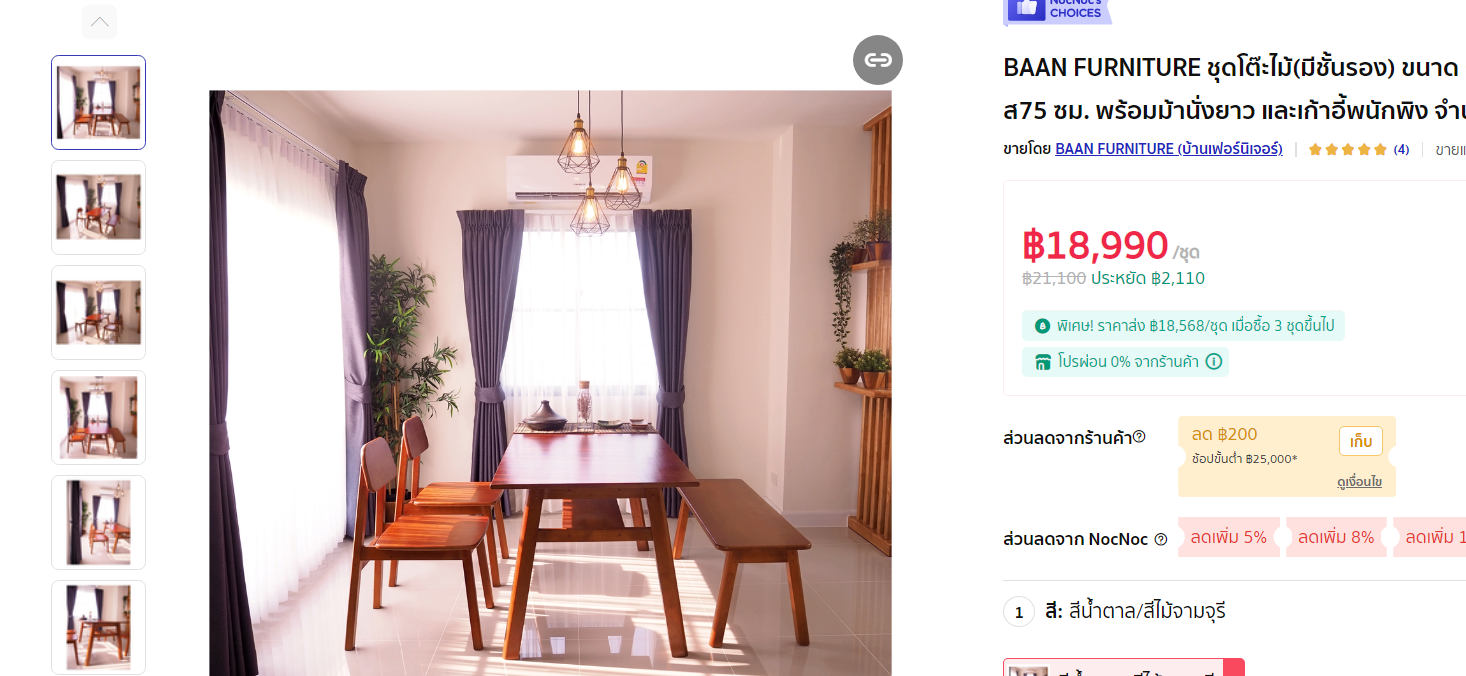 CHOICES
BAAN FURNITURE ชุดโต๊ะไม้(มีชั้นรอง) ขนาด
ส75 ซม. พร้อมม้านั่งยาว และเก้าอี้พนักพิง
ขายโดย BAAN FURNITURE (บ้านเฟอร์นิเจอร์) (4)
฿18,990 /ชุด
฿21,100 ประหยัด ฿2,110
พิเศษ! ราคาส่ง ฿18,568/ชุด เมื่อซื้อ 3 ชุดขึ้นไป
โปรผ่อน 0% จากร้านค้า
ส่วนลดจากร้านค้า
ลด ฿200
ช้อปขั้นต่ำ ฿25,000*
เก็บ
ดูเงื่อนไข
ส่วนลดจาก NocNoc
ลดเพิ่ม 5%
ลดเพิ่ม 8%
ลดเพิ่ม
1 สี: สีน้ำตาล/สีไม้จามจุรี